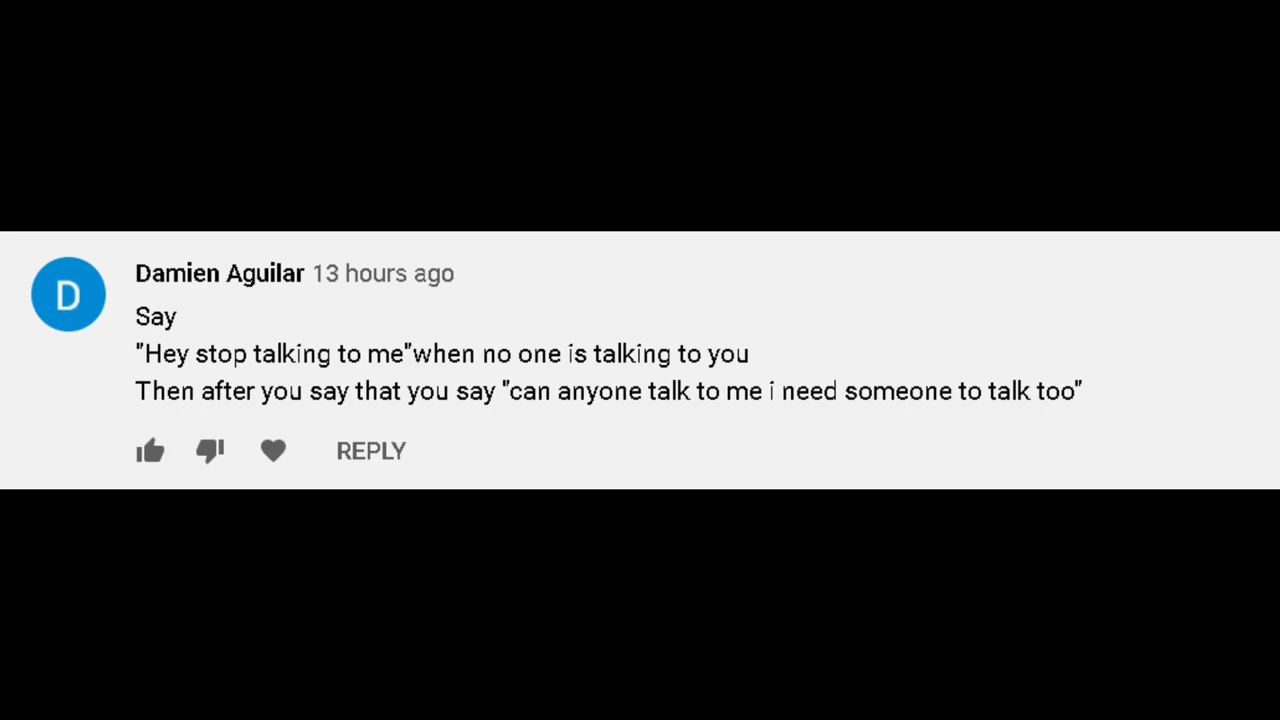 D
Damien Aguilar 13 hours ago
Say
"Hey stop talking to me"when no one is talking to you
Then after you say that you say "can anyone talk to me i need someone to talk too"
REPLY